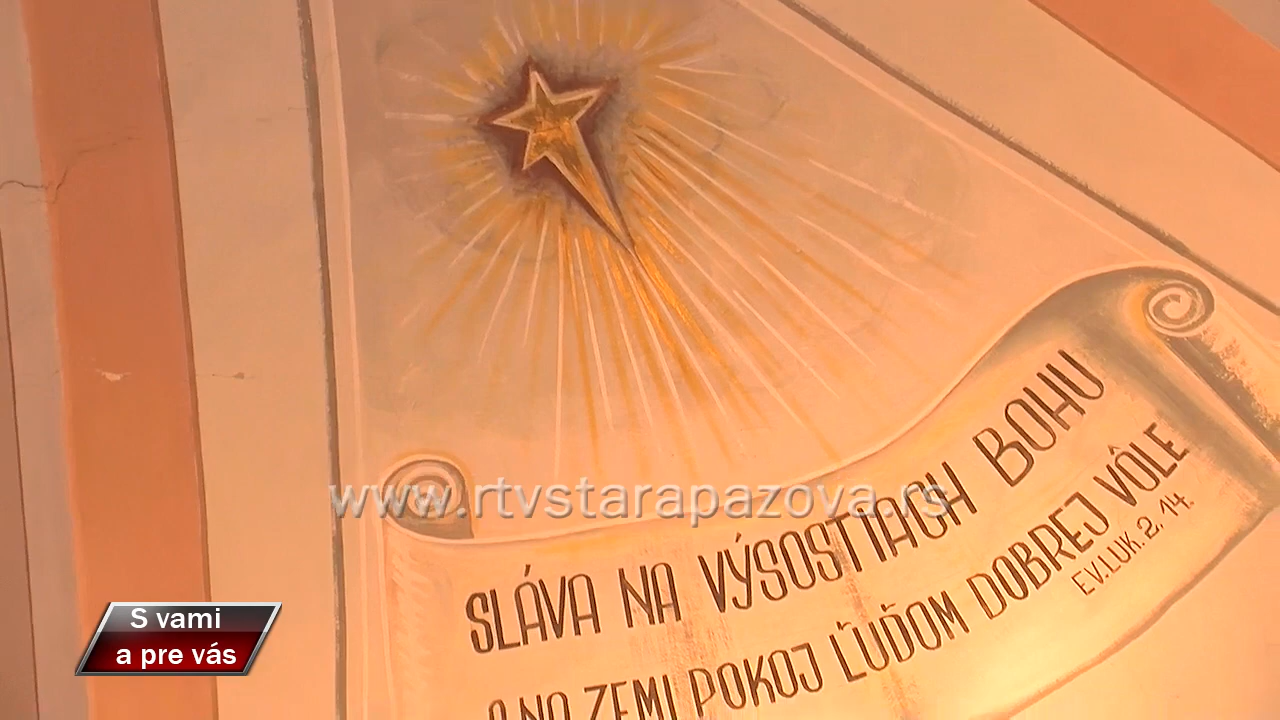 www.rtvstarapazova.rs
SLÁVA NA VÝSOSTIACH BOHU
A NA ZEMI POKOJ ĽUĎOM DOBREJ VÔLE
EV. LUK. 2, 14.
S vami
a pre vás